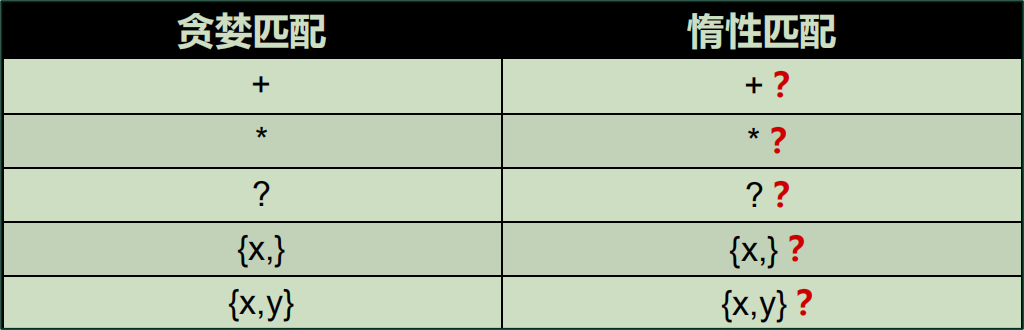 贪婪匹配 惰性匹配
+ + ?
* * ?
? ? ?
{x,} {x,} ?
{x,y} {x,y} ?